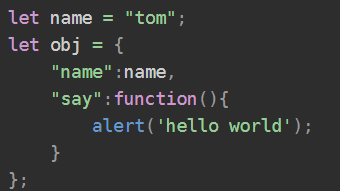 let name = "tom";
let obj = {
    "name":name,
    "say":function(){
        alert('hello world');
    }
};